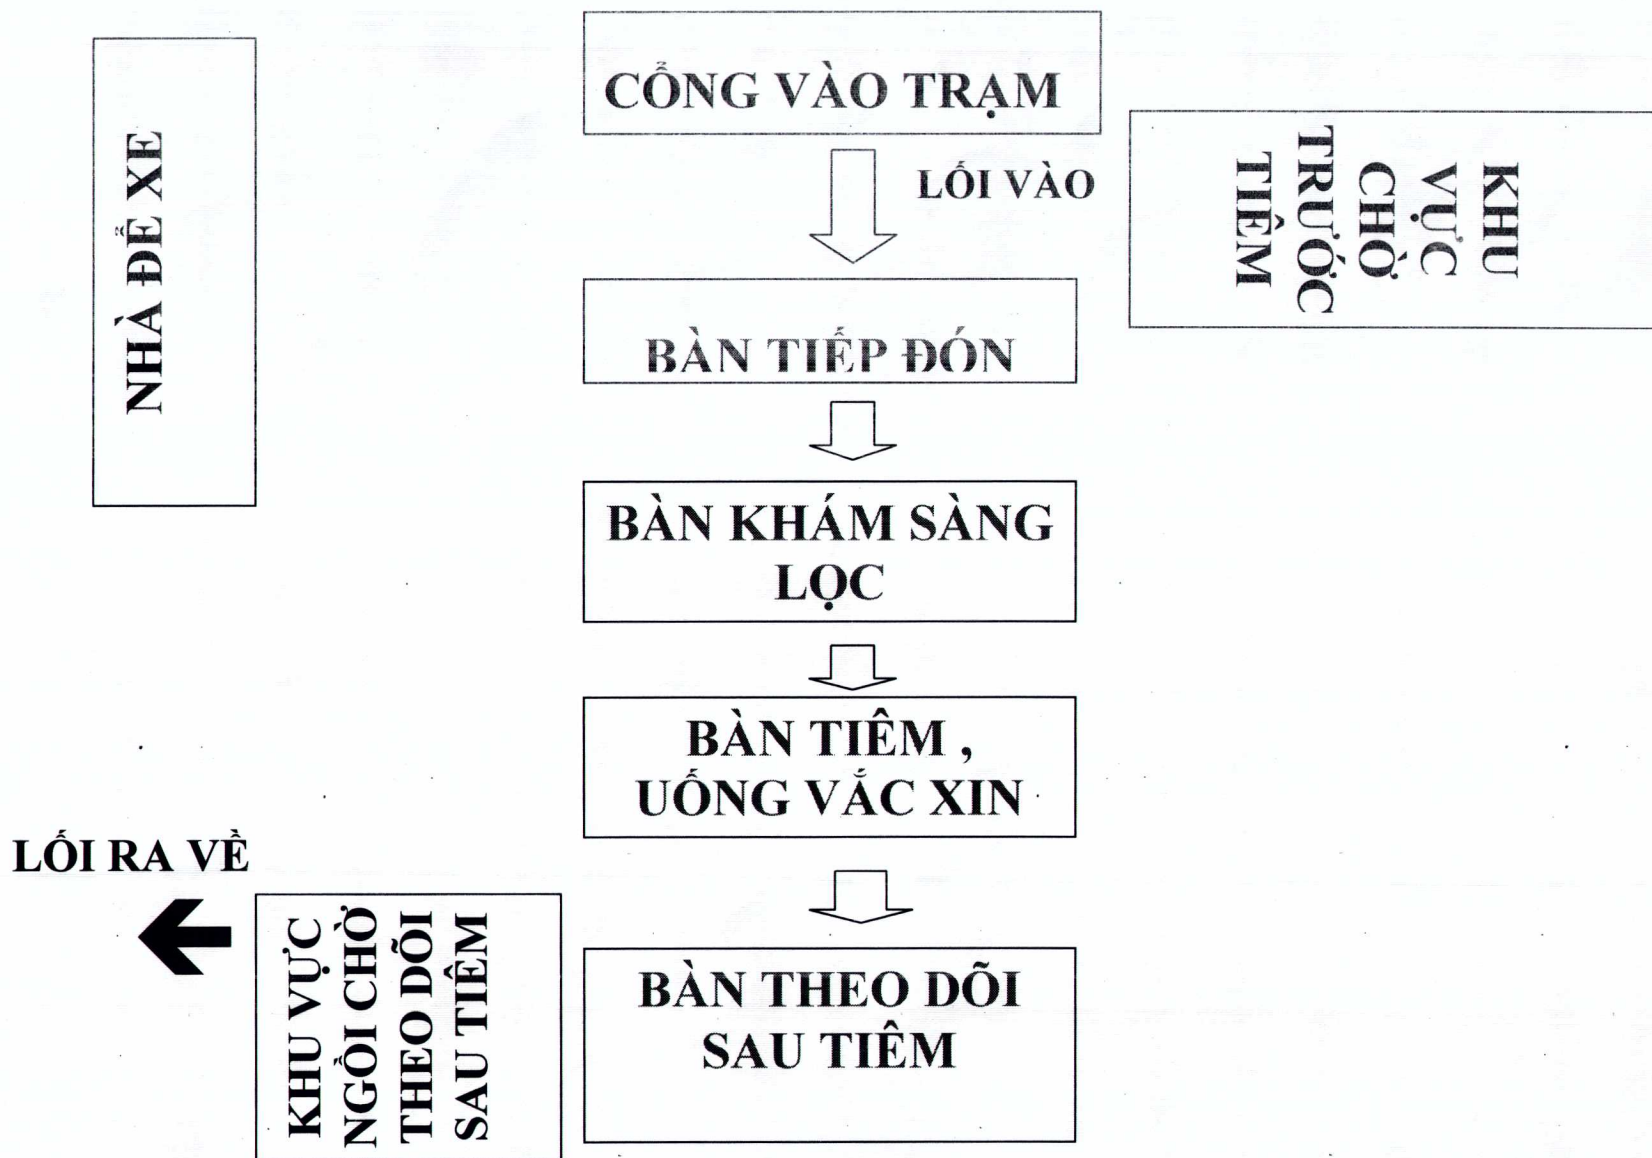 CỔNG VÀO TRẠM
NHÀ ĐỂ XE
LỐI VÀO
KHU
VỰC
CHỜ
TRƯỚC
TIÊM
BÀN TIẾP ĐÓN
BÀN KHÁM SÀNG
LỌC
BÀN TIÊM ,
UỐNG VẮC XIN
LỐI RA VỀ
KHU VỰC
NGỒI CHỜ
THEO DÕI
SAU TIÊM
BÀN THEO DÕI
SAU TIÊM